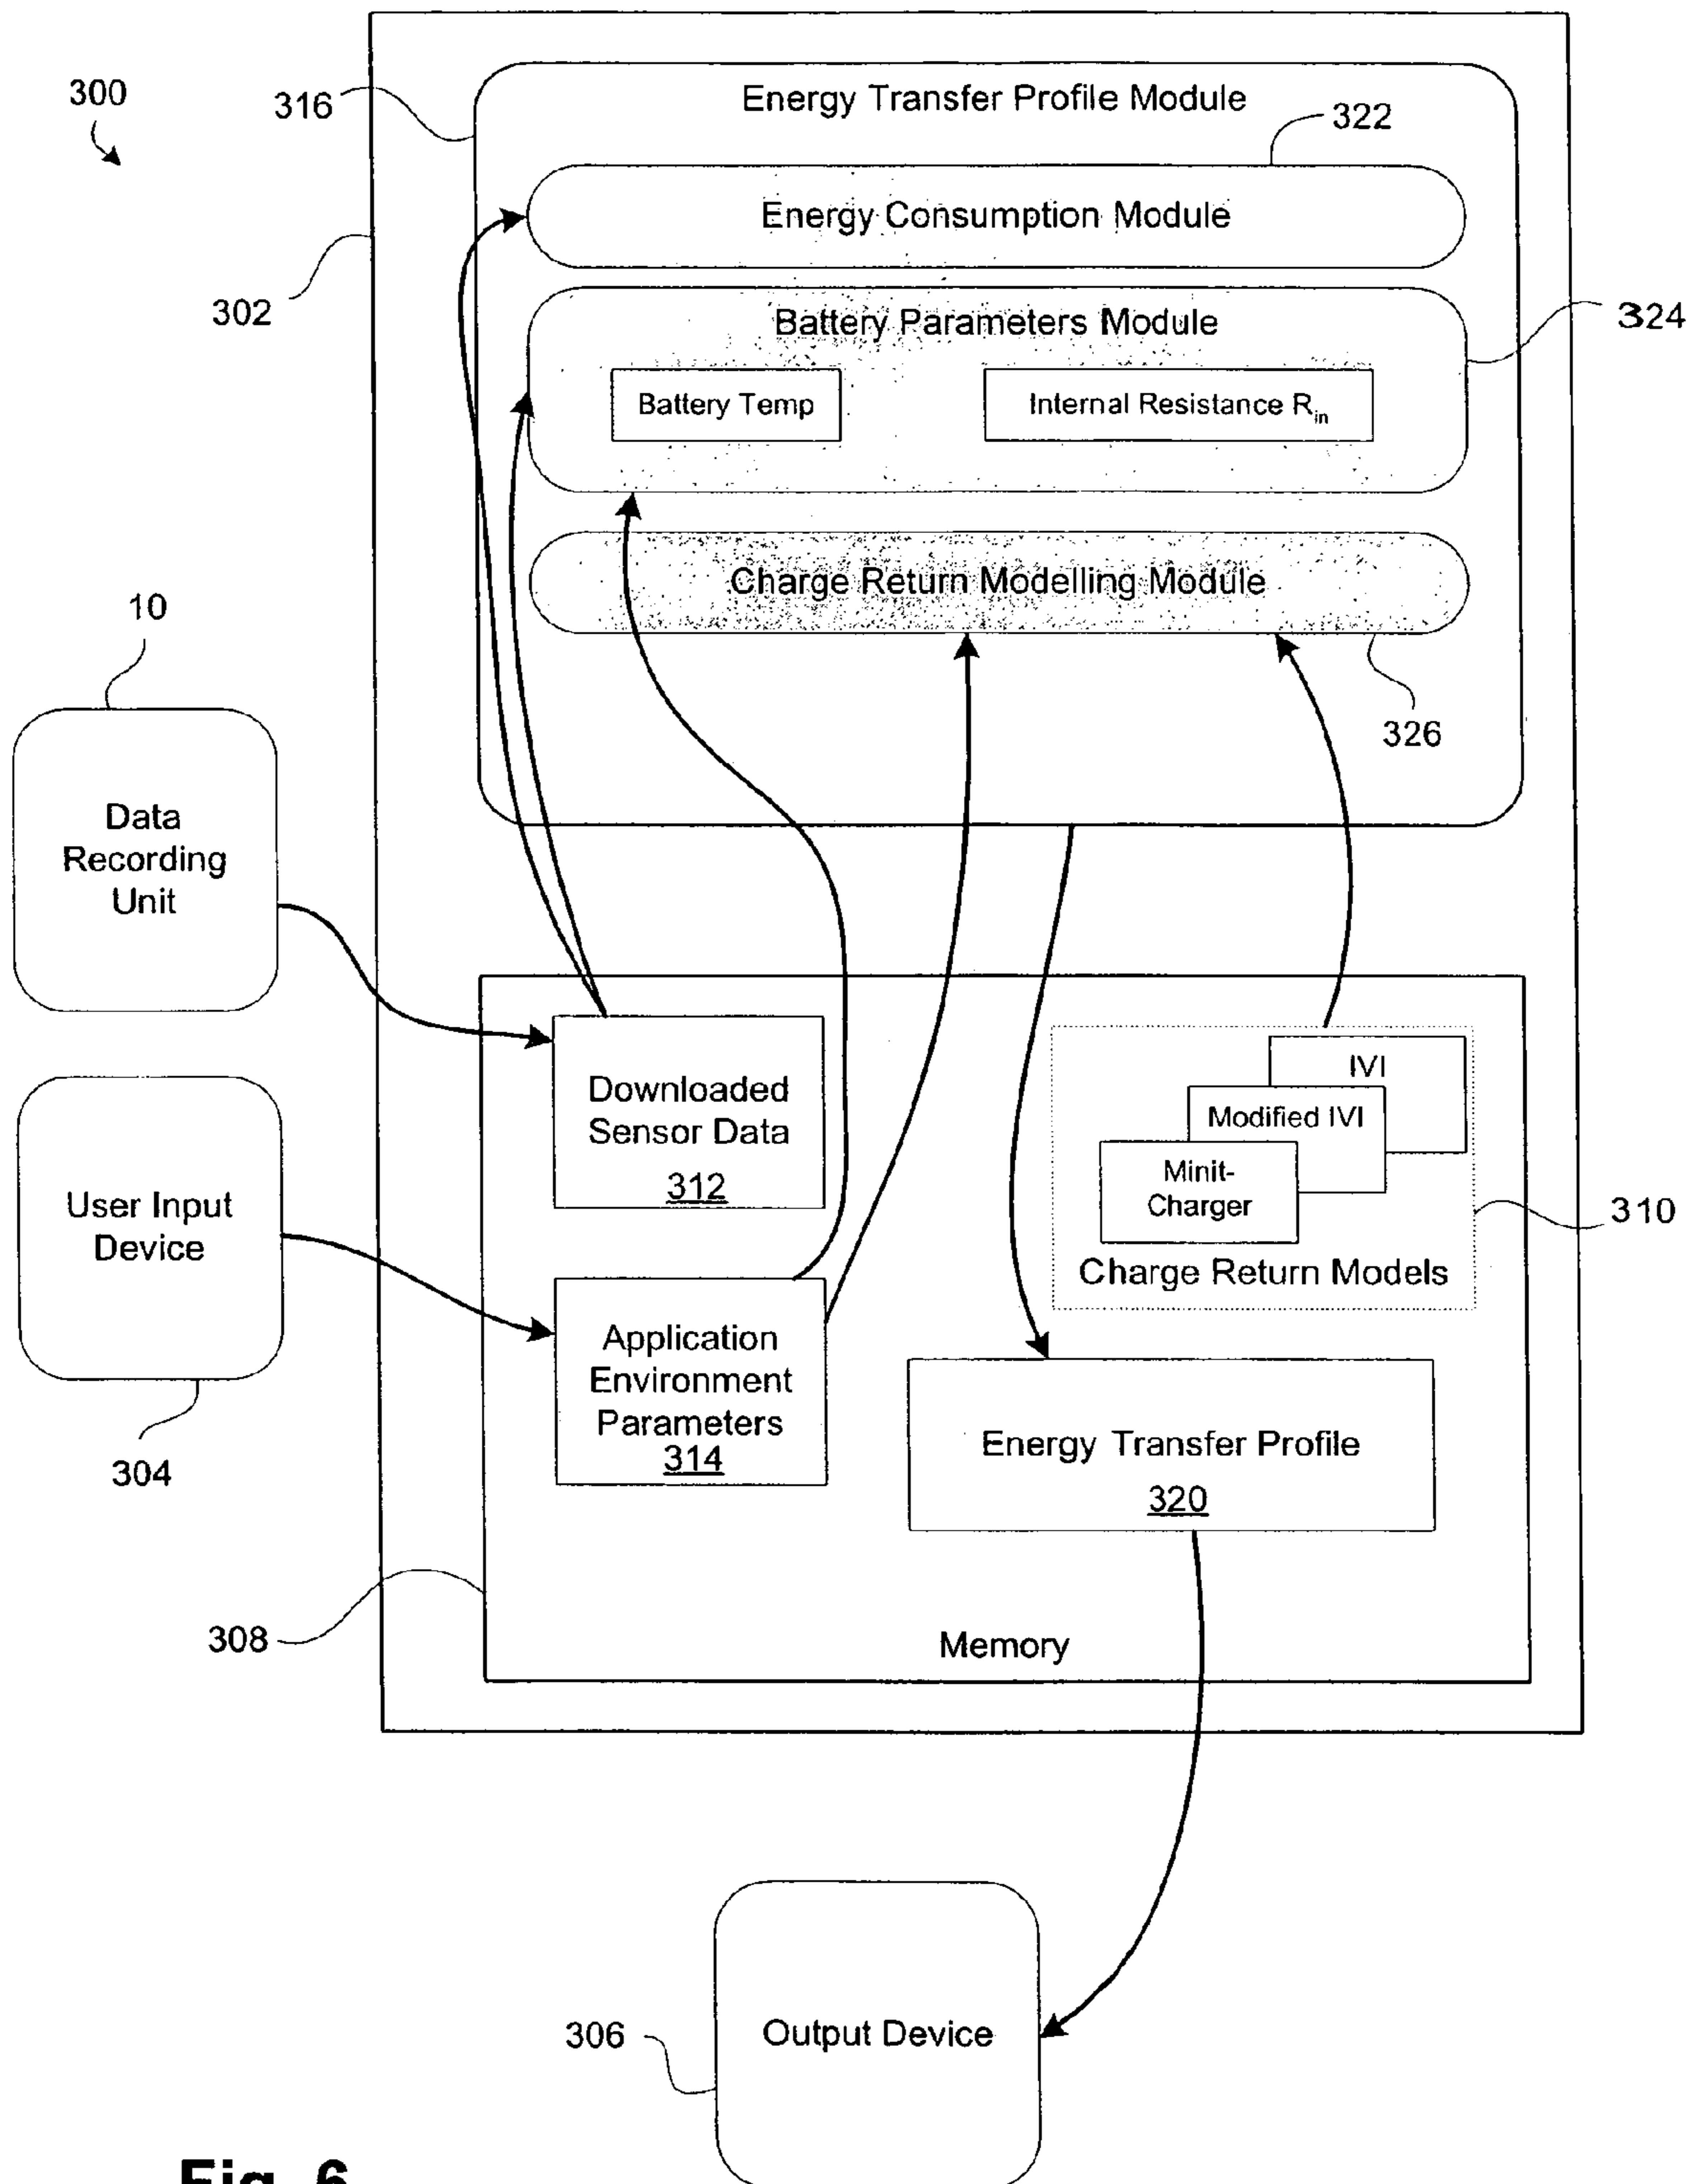 300
316
Energy Transfer Profile Module
322
Energy Consumption Module
302
324
Battery Parameters Module
Battery Temp
Internal Resistance Rin
Charge Return Modelling Module
326
10
Data
Recording
Unit
Downloaded
Sensor Data
312
IVI
Modified IVI
Minit-
Charger
Charge Return Models
310
User Input
Device
304
Application
Environment
Parameters
314
Energy Transfer Profile
320
308
Memory
306
Output Device
Fig. 6